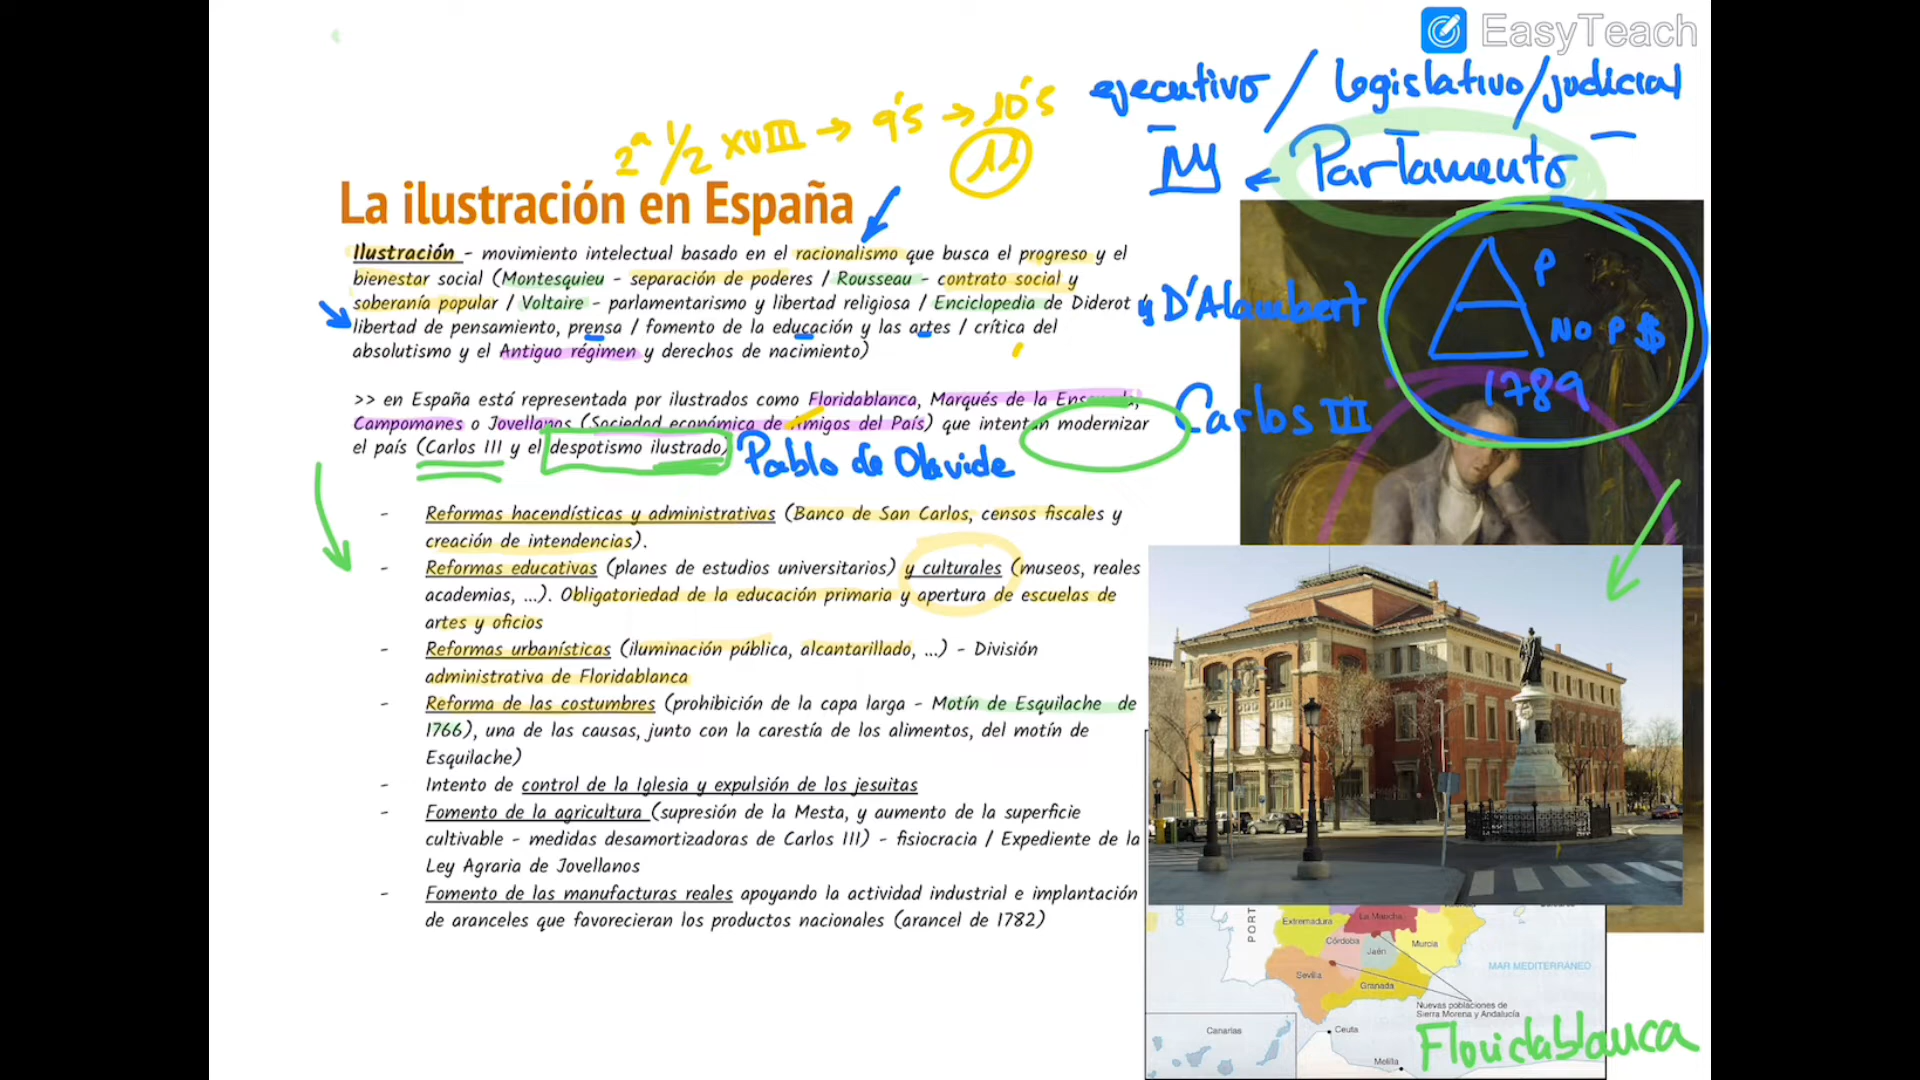 EasyTeach
ejecutivo / legislativo / judicial
2ª 1/2 XVIII → 9's → 10's
11
← Parlamento
La ilustración en España
Ilustración - movimiento intelectual basado en el racionalismo que busca el progreso y el
bienestar social (Montesquieu - separación de poderes / Rousseau - contrato social y
soberanía popular / Voltaire - parlamentarismo y libertad religiosa / Enciclopedia de Diderot /
y D'Alambert
libertad de pensamiento, prensa / fomento de la educación y las artes / crítica del
absolutismo y el Antiguo régimen y derechos de nacimiento)
P
NO P $
1789
>> en España está representada por ilustrados como Floridablanca, Marqués de la Ensenada,
Campomanes o Jovellanos (Sociedad económica de Amigos del País) que intentan modernizar
Carlos III
el país (Carlos III y el despotismo ilustrado)
Pablo de Olavide
- Reformas hacendísticas y administrativas (Banco de San Carlos, censos fiscales y
creación de intendencias).
- Reformas educativas (planes de estudios universitarios) y culturales (museos, reales
academias, ...). Obligatoriedad de la educación primaria y apertura de escuelas de
artes y oficios
- Reformas urbanísticas (iluminación pública, alcantarillado, ...) - División
administrativa de Floridablanca
- Reforma de las costumbres (prohibición de la capa larga - Motín de Esquilache de
1766), una de las causas, junto con la carestía de los alimentos, del motín de
Esquilache)
- Intento de control de la Iglesia y expulsión de los jesuitas
- Fomento de la agricultura (supresión de la Mesta, y aumento de la superficie
cultivable - medidas desamortizadoras de Carlos III) - fisiocracia / Expediente de la
Ley Agraria de Jovellanos
- Fomento de las manufacturas reales apoyando la actividad industrial e implantación
de aranceles que favorecieran los productos nacionales (arancel de 1782)
PORT
Extremadura
La Mancha
Córdoba
Jaén
Murcia
Sevilla
Granada
MAR MEDITERRÁNEO
Nuevas poblaciones de
Sierra Morena y Andalucía
Canarias
Ceuta
Melilla
Floridablanca